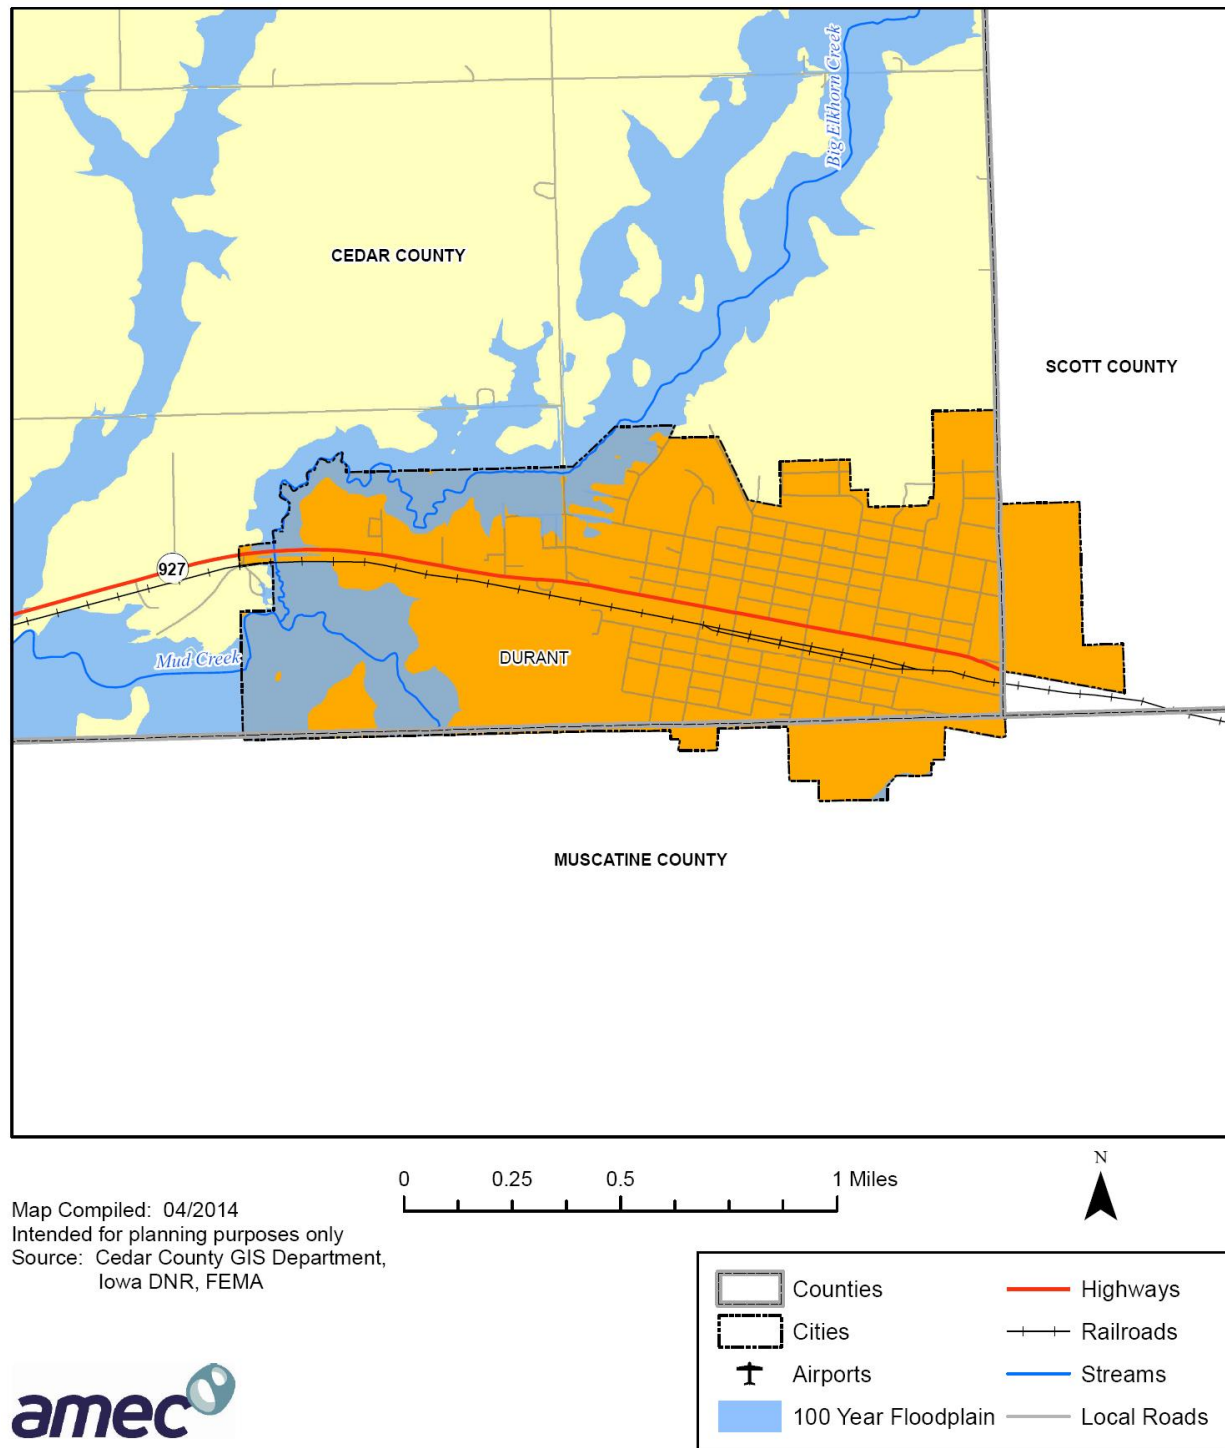 Big Elkhorn Creek
CEDAR COUNTY
SCOTT COUNTY
927
Mud Creek
DURANT
MUSCATINE COUNTY
0 0.25 0.5 1 Miles
N
Map Compiled: 04/2014
Intended for planning purposes only
Source: Cedar County GIS Department,
Iowa DNR, FEMA
Counties
Highways
Cities
Railroads
Airports
Streams
100 Year Floodplain
Local Roads
amec